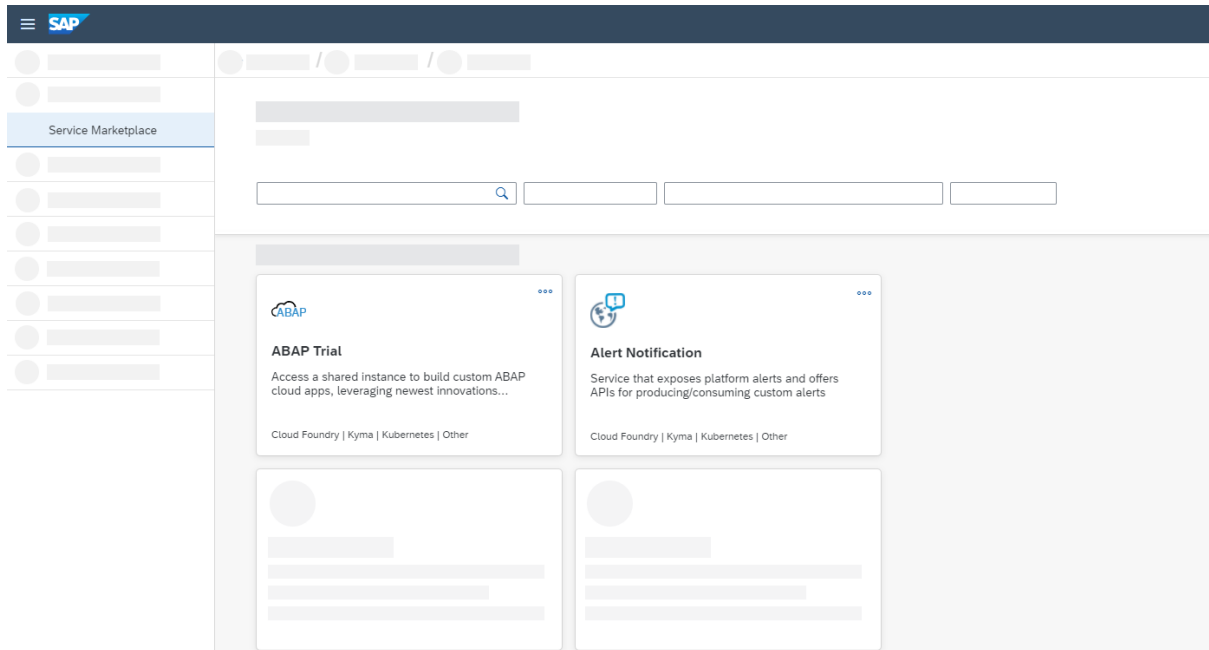 SAP
Service Marketplace
/
/
ABAP
ABAP Trial
Access a shared instance to build custom ABAP
cloud apps, leveraging newest innovations...
Cloud Foundry | Kyma | Kubernetes | Other
Alert Notification
Service that exposes platform alerts and offers
APIs for producing/consuming custom alerts
Cloud Foundry | Kyma | Kubernetes | Other